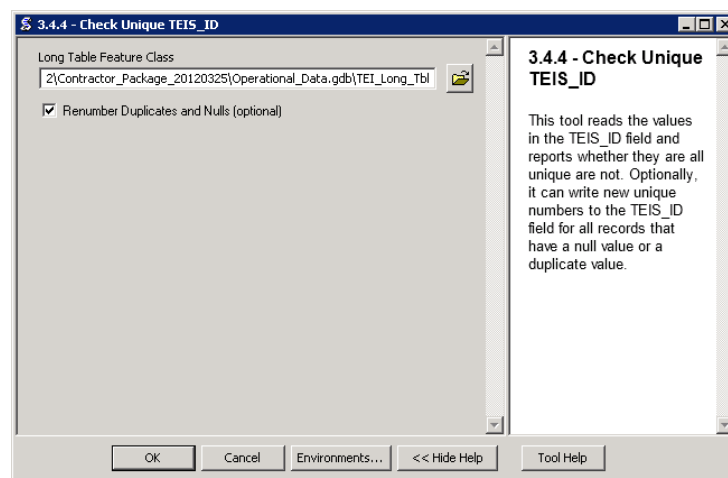 3.4.4 - Check Unique TEIS_ID
Long Table Feature Class
2\Contractor_Package_20120325\Operational_Data.gdb\TEI_Long_Tbl
Renumber Duplicates and Nulls (optional)
3.4.4 - Check Unique
TEIS_ID
This tool reads the values
in the TEIS_ID field and
reports whether they are all
unique are not. Optionally,
it can write new unique
numbers to the TEIS_ID
field for all records that
have a null value or a
duplicate value.
OK
Cancel
Environments...
<< Hide Help
Tool Help